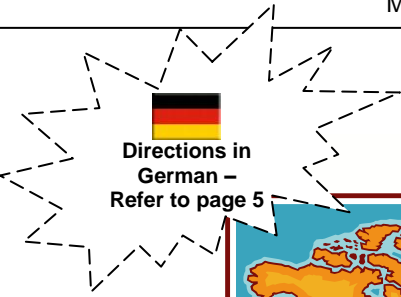 M
Directions in
German –
Refer to page 5